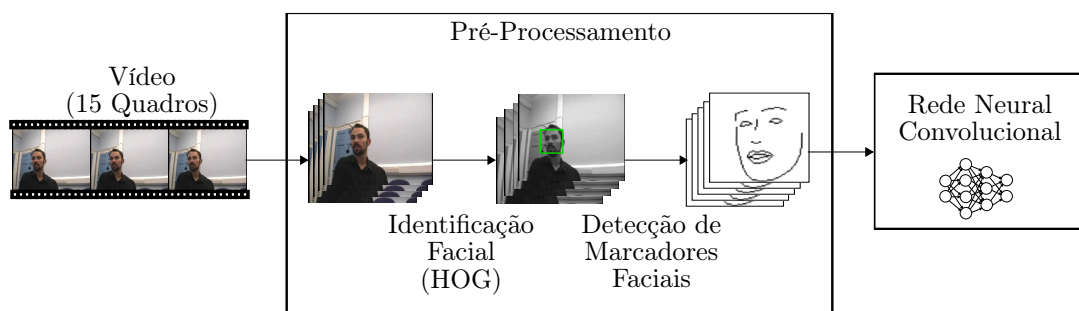 Pré-Processamento
Vídeo
(15 Quadros)
Identificação
Facial
(HOG)
Detecção de
Marcadores
Faciais
Rede Neural
Convolucional